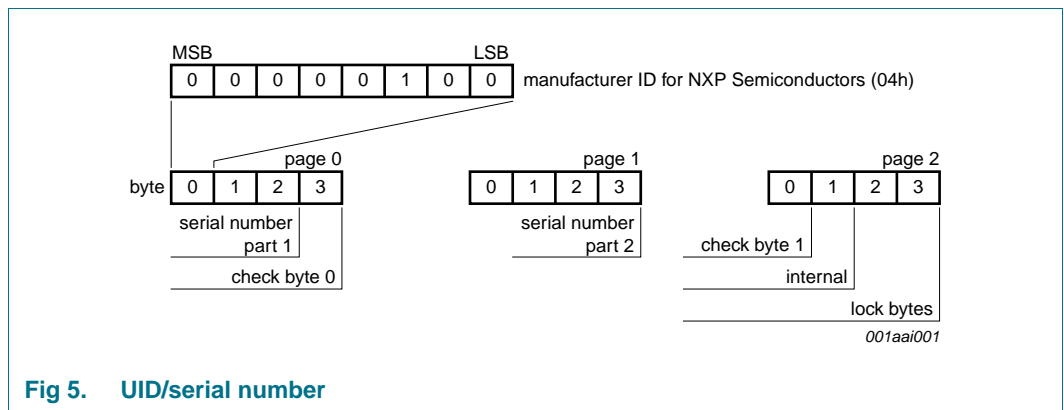 MSB LSB
0 0 0 0 0 1 0 0 manufacturer ID for NXP Semiconductors (04h)
page 0 page 1 page 2
byte 0 1 2 3 0 1 2 3 0 1 2 3
serial number serial number
part 1 part 2 check byte 1
check byte 0 internal
lock bytes
001aai001
Fig 5. UID/serial number